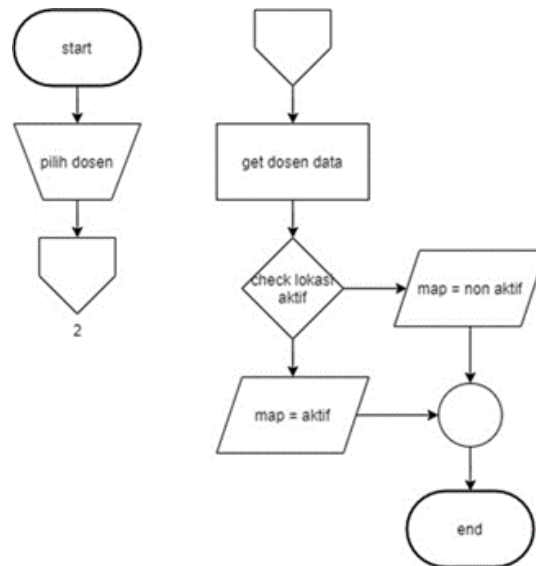 start
pilih dosen
2
get dosen data
check lokasi
aktif
map = non aktif
map = aktif
end